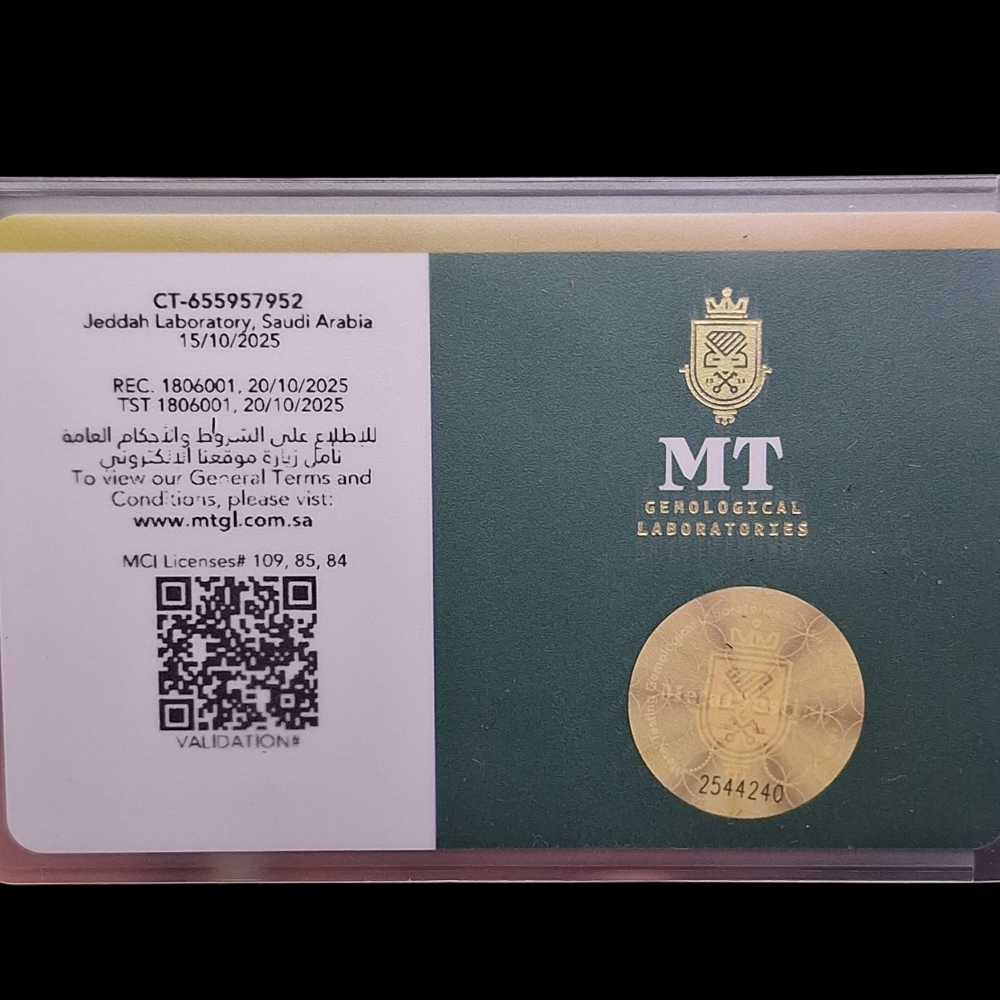 CT-655957952
Jeddah Laboratory, Saudi Arabia
15/10/2025
REC. 1806001, 20/10/2025
TST 1806001, 20/10/2025
للإطلاع على الشروط والأحكام العامة
نأمل زيارة موقعنا الالكتروني
To view our General Terms and
Conditions, please vist:
www.mtgl.com.sa
MCI Licenses# 109, 85, 84
VALIDATION#
MT
GEMOLOGICAL
LABORATORIES
2544240